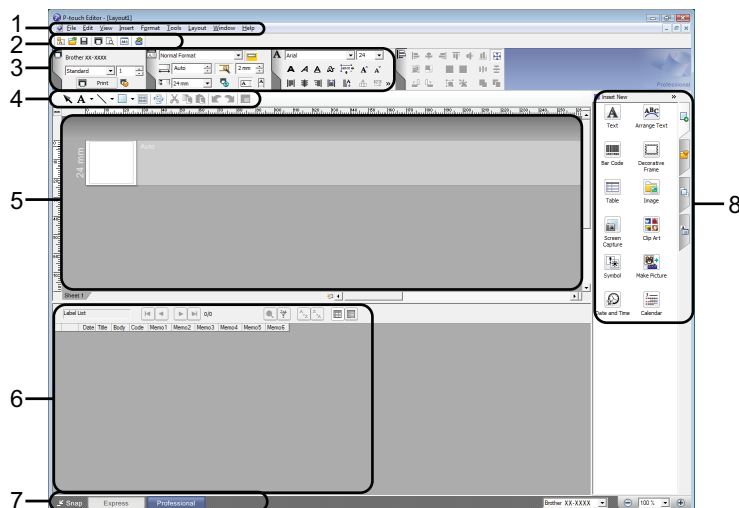 P-touch Editor - [Layout1]
1
File Edit View Insert Format Tools Layout Window Help
2
3
Brother XX-XXXX
Standard 1
Print
Normal Format
Auto 2 mm
24 mm
A Arial 24
Professional
4
Insert New
Text Arrange Text
Bar Code Decorative Frame
Table Image
Screen Capture Clip Art
Symbol Make Picture
Date and Time Calendar
24 mm
Auto
5
8
Sheet 1
Label List 0/0
Date Title Body Code Memo1 Memo2 Memo3 Memo4 Memo5 Memo6
6
7
Snap Express Professional
Brother XX-XXXX 100 %